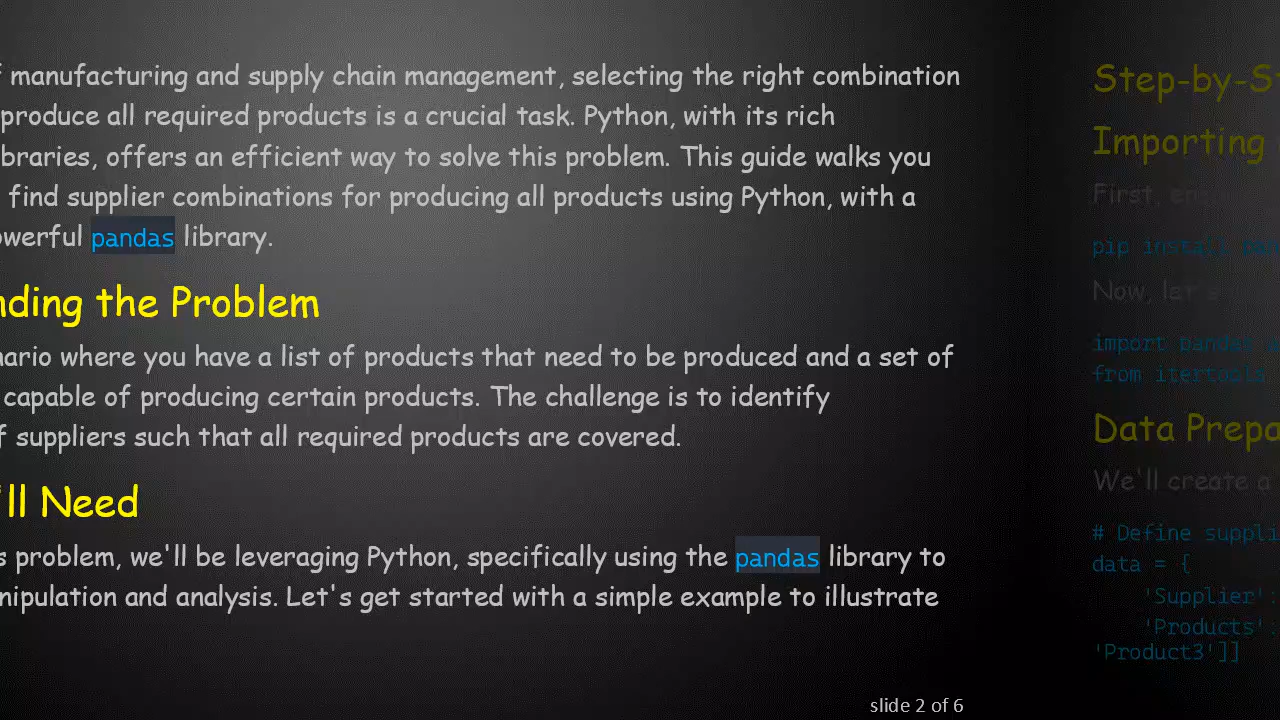 manufacturing and supply chain management, selecting the right combination
produce all required products is a crucial task. Python, with its rich
braries, offers an efficient way to solve this problem. This guide walks you
find supplier combinations for producing all products using Python, with a
owerful pandas library.
nding the Problem
nario where you have a list of products that need to be produced and a set of
capable of producing certain products. The challenge is to identify
f suppliers such that all required products are covered.
'll Need
s problem, we'll be leveraging Python, specifically using the pandas library to
nipulation and analysis. Let's get started with a simple example to illustrate
slide 2 of 6
Step-by-S
Importing
First, en
pip install pan
Now, let's
import pandas
from itertools
Data Prepa
We'll create a
# Define suppli
data = {
'Supplier':
'Products':
'Product3']]